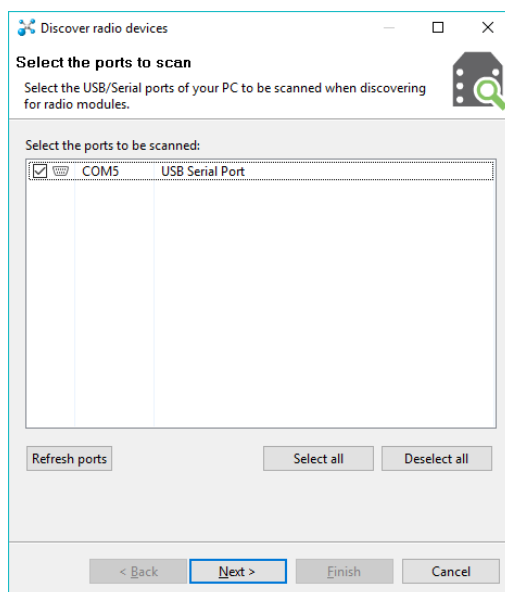 Discover radio devices
Select the ports to scan
Select the USB/Serial ports of your PC to be scanned when discovering
for radio modules.
Select the ports to be scanned:
COM5 USB Serial Port
Refresh ports Select all Deselect all
< Back Next > Finish Cancel